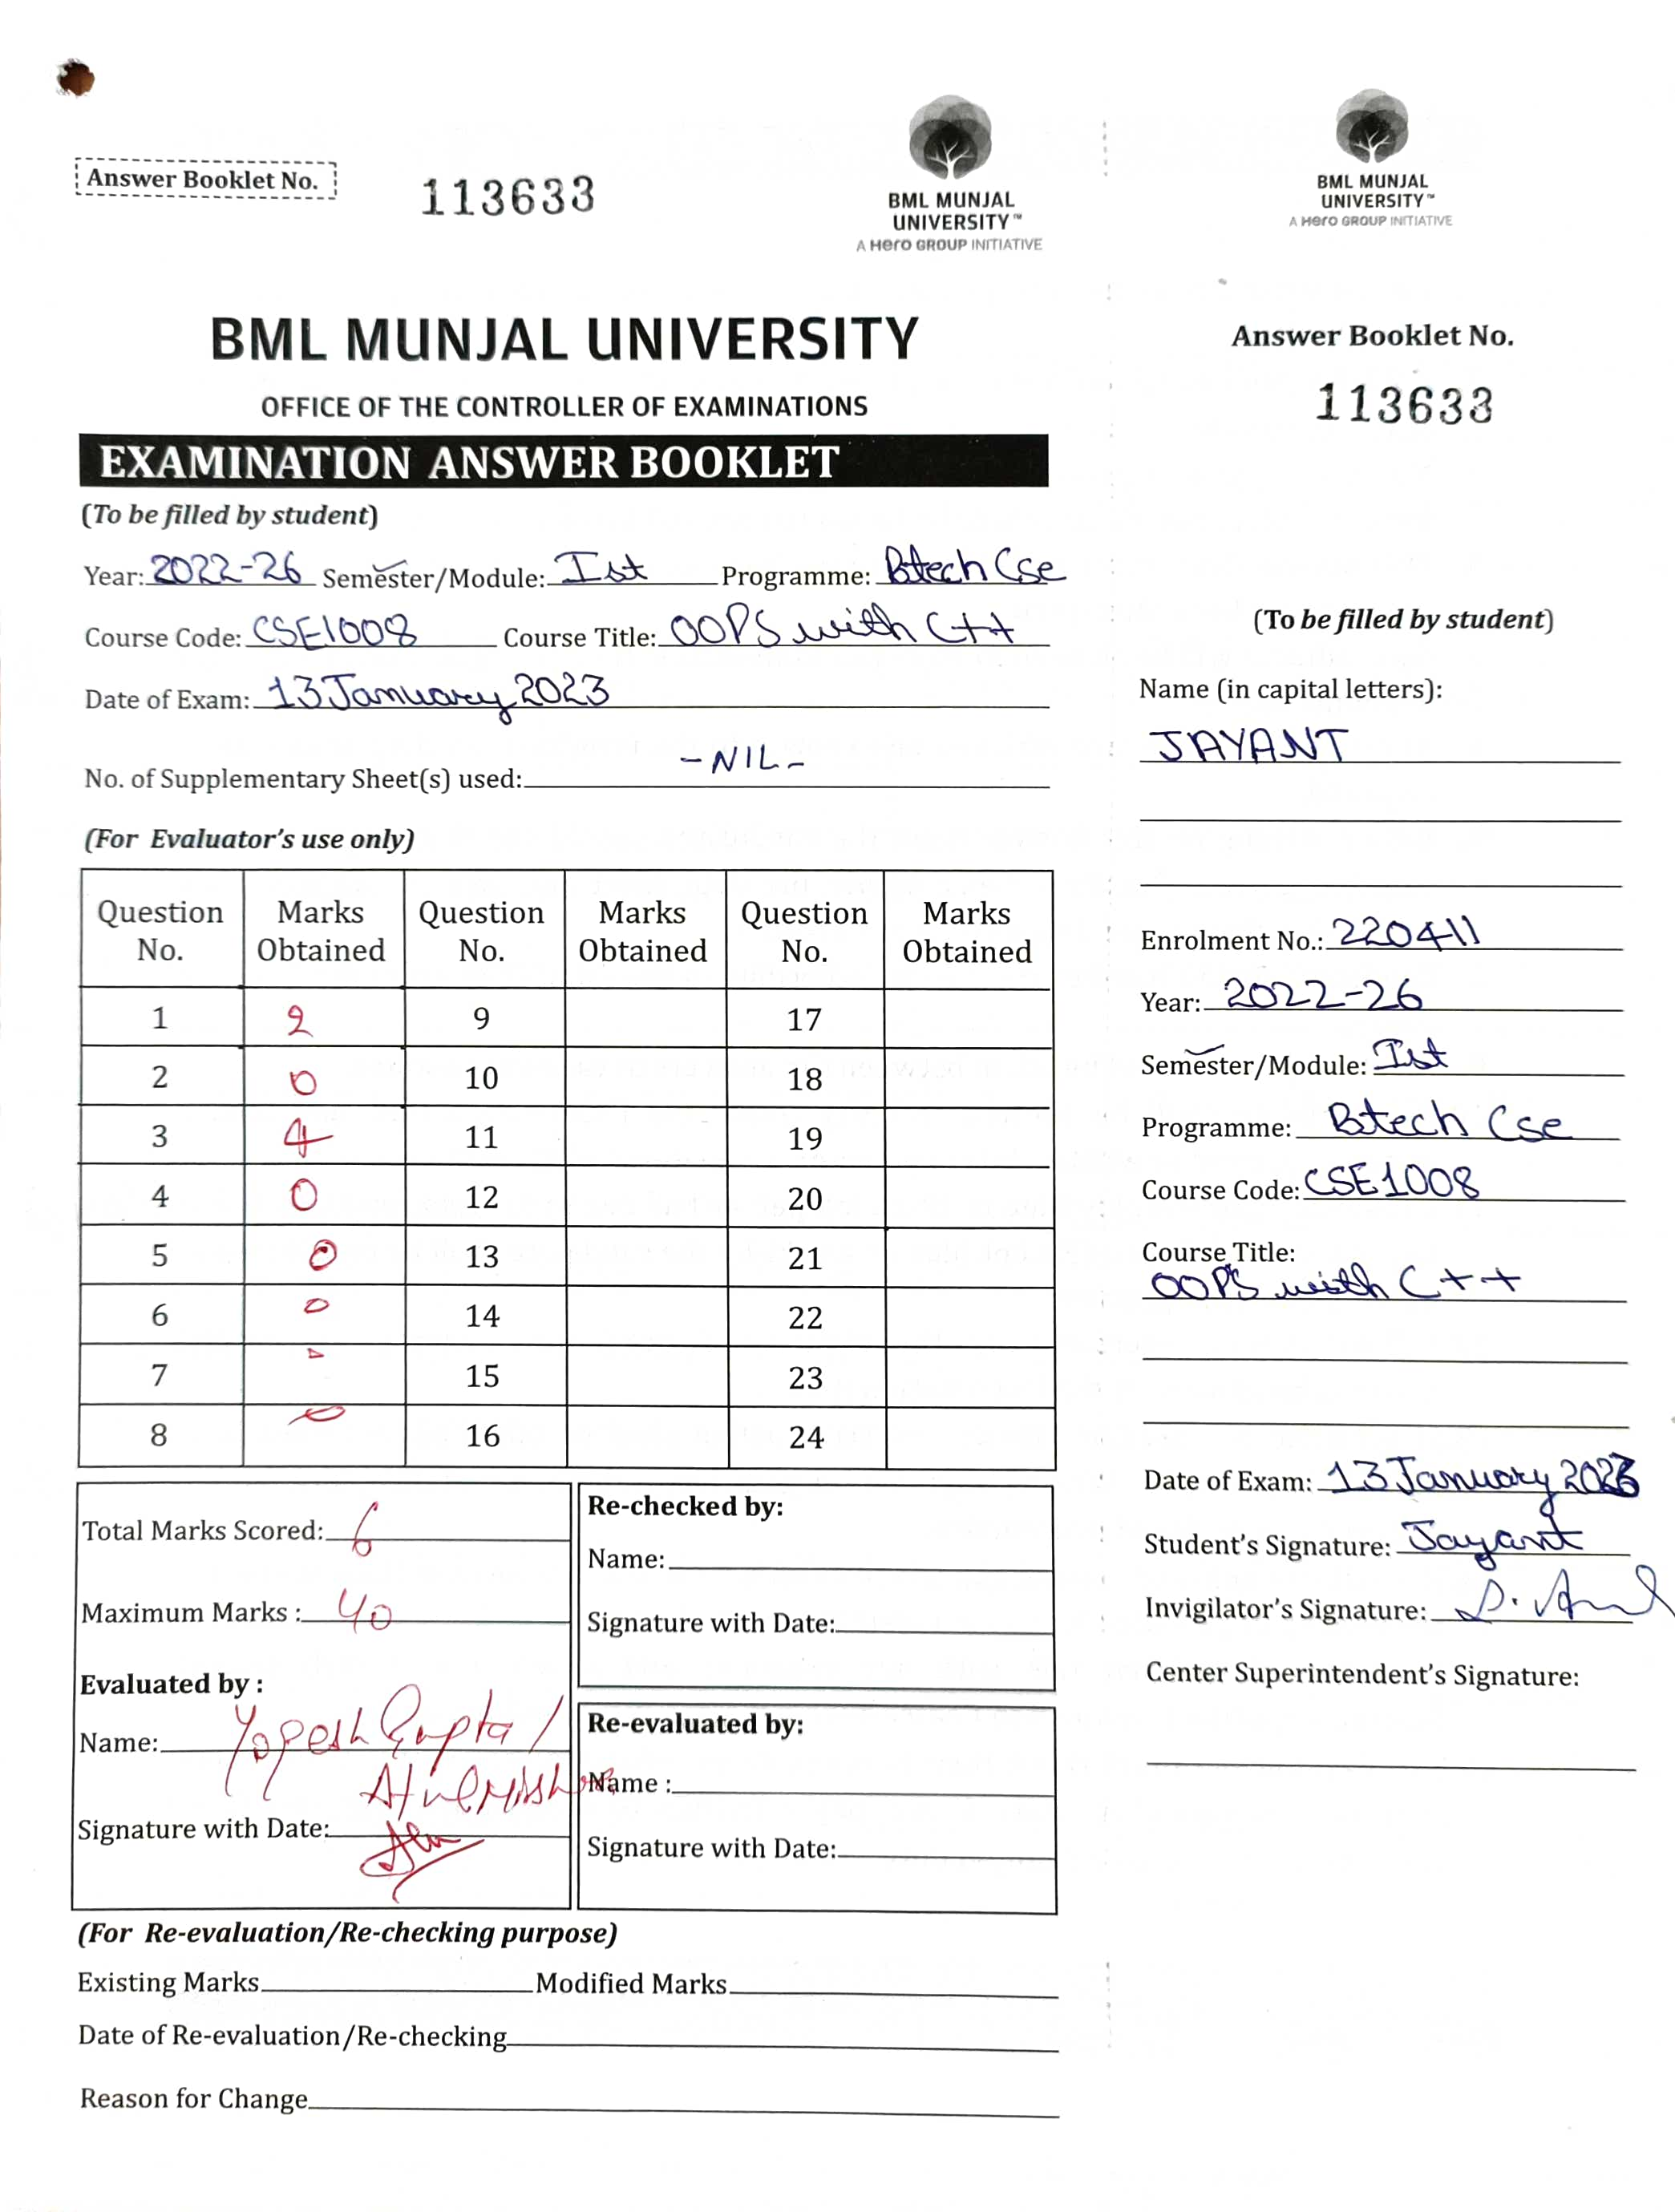 Answer Booklet No.
113633
BML MUNJAL
UNIVERSITY™
A Hero GROUP INITIATIVE
BML MUNJAL UNIVERSITY
OFFICE OF THE CONTROLLER OF EXAMINATIONS
EXAMINATION ANSWER BOOKLET
(To be filled by student)
Year: 2022-26 Semester/Module: Ist Programme: Btech Cse
Course Code: CSE1008 Course Title: OOPS with C++
Date of Exam: 13 January 2023
No. of Supplementary Sheet(s) used: -NIL-
(For Evaluator's use only)
Question No. Marks Obtained Question No. Marks Obtained Question No. Marks Obtained
1 2 9 17
2 0 10 18
3 4 11 19
4 0 12 20
5 0 13 21
6 0 14 22
7 15 23
8 0 16 24
Total Marks Scored: 6
Maximum Marks : 40
Evaluated by :
Name: Yogesh Gupta /
Atul Mishra
Signature with Date:
Re-checked by:
Name:
Signature with Date:
Re-evaluated by:
Name :
Signature with Date:
(For Re-evaluation/Re-checking purpose)
Existing Marks Modified Marks
Date of Re-evaluation/Re-checking
Reason for Change
BML MUNJAL
UNIVERSITY™
A Hero GROUP INITIATIVE
Answer Booklet No.
113633
(To be filled by student)
Name (in capital letters):
JAYANT
Enrolment No.: 220411
Year: 2022-26
Semester/Module: Ist
Programme: Btech Cse
Course Code: CSE1008
Course Title:
OOPS with C++
Date of Exam: 13 January 2023
Student's Signature: Jayant
Invigilator's Signature:
Center Superintendent's Signature: